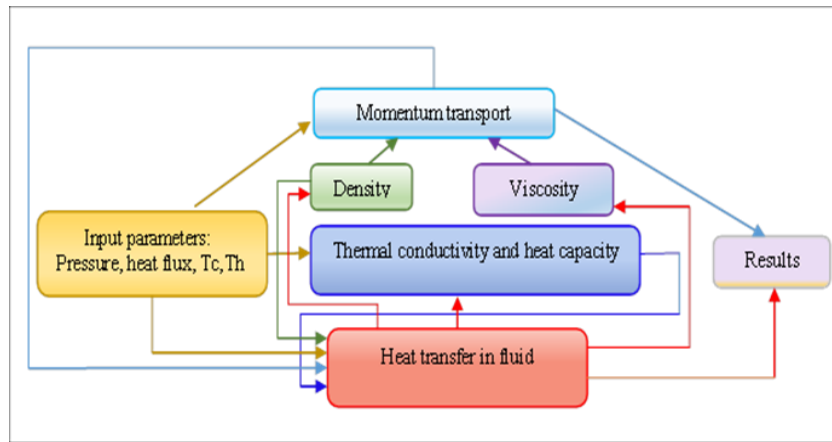 Momentum transport
Density
Viscosity
Input parameters:
Pressure, heat flux, Tc, Th
Thermal conductivity and heat capacity
Results
Heat transfer in fluid